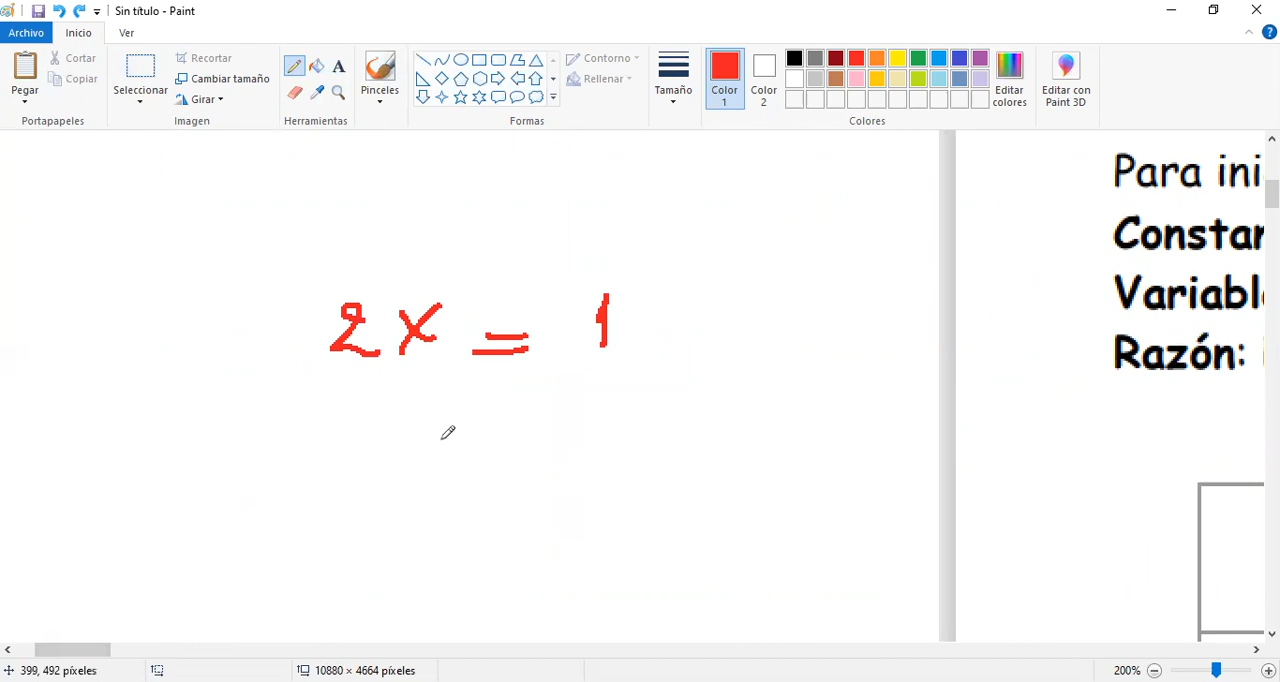 Sin título - Paint
Archivo
Inicio
Ver
Pegar
Cortar
Copiar
Portapapeles
Seleccionar
Recortar
Cambiar tamaño
Girar
Imagen
A
Herramientas
Pinceles
Contorno
Rellenar
Formas
Tamaño
Color 1
Color 2
Editar colores
Colores
Editar con Paint 3D
2x = 1
Para ini
Constar
Variabl
Razón:
399, 492 píxeles
10880 × 4664 píxeles
200%